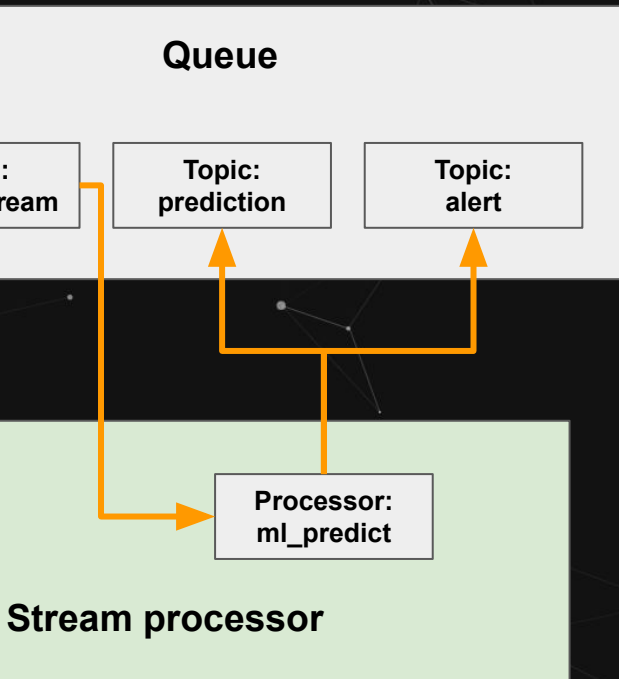 Queue
Topic:
prediction
Topic:
alert
Processor:
ml_predict
Stream processor